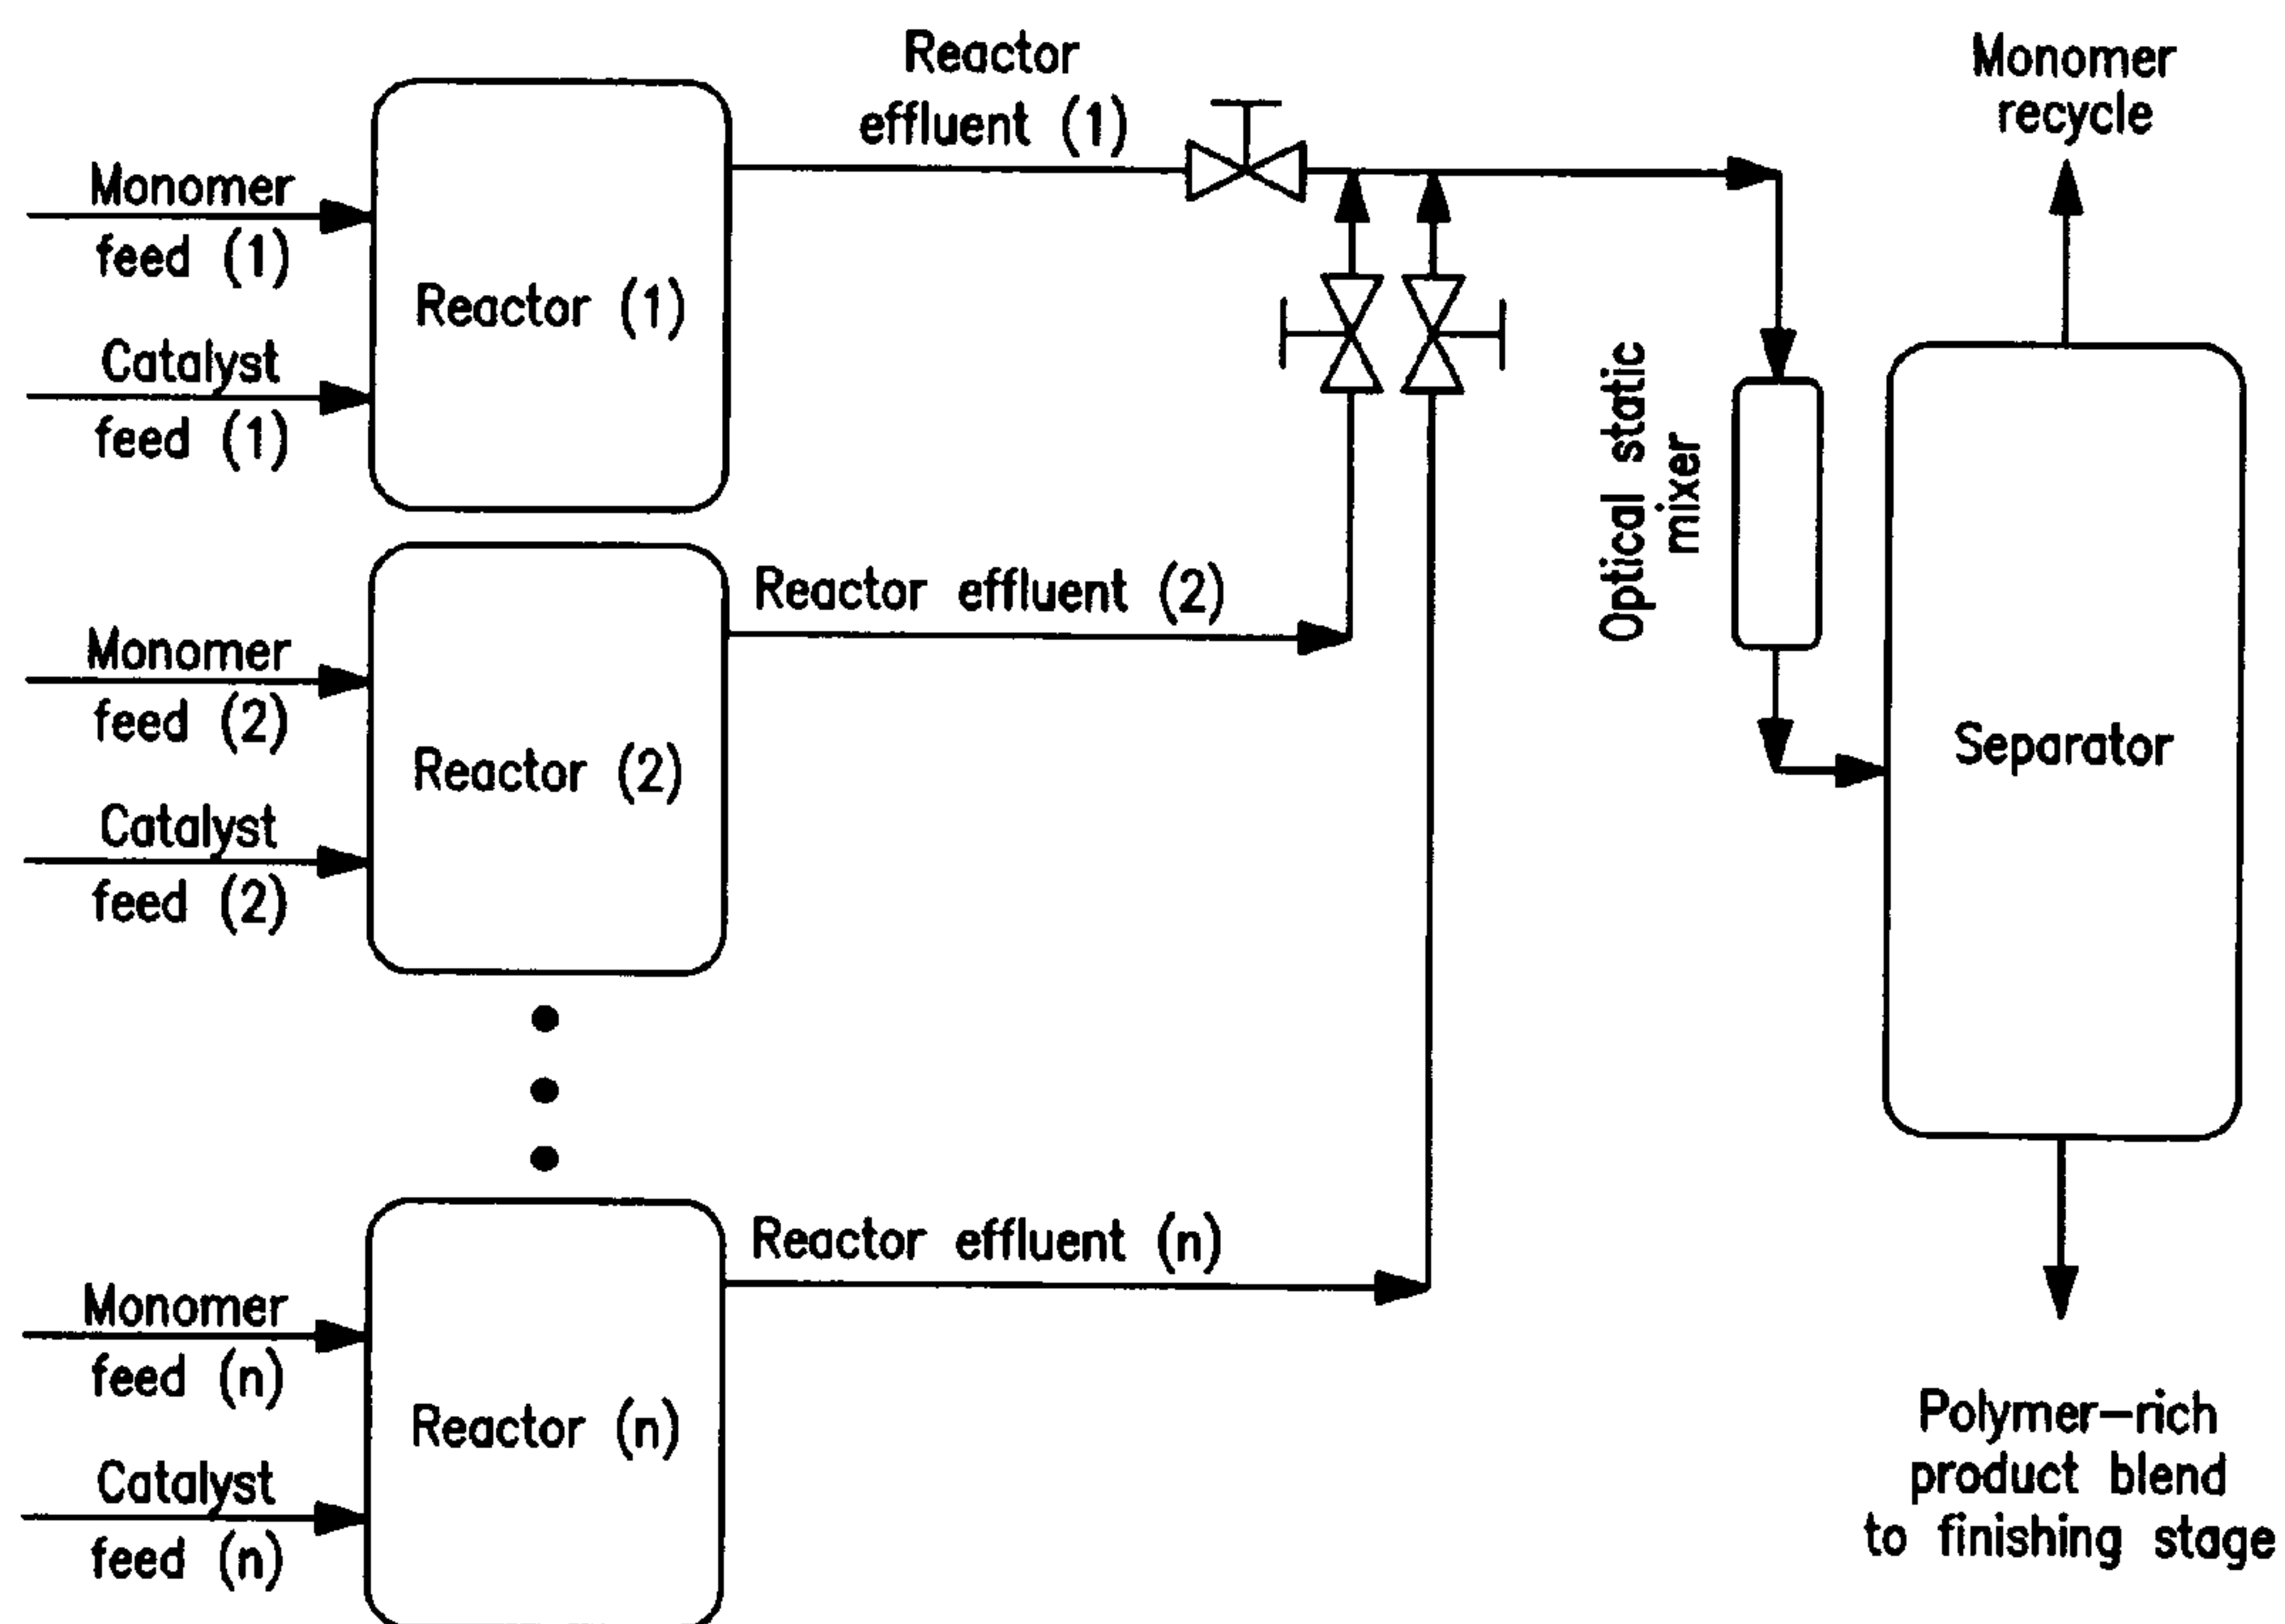 Reactor
effluent (1)
Monomer
recycle
Monomer
feed (1)
Reactor (1)
Catalyst
feed (1)
Optical static
mixer
Reactor effluent (2)
Monomer
feed (2)
Reactor (2)
Separator
Catalyst
feed (2)
Reactor effluent (n)
Monomer
feed (n)
Reactor (n)
Catalyst
feed (n)
Polymer-rich
product blend
to finishing stage